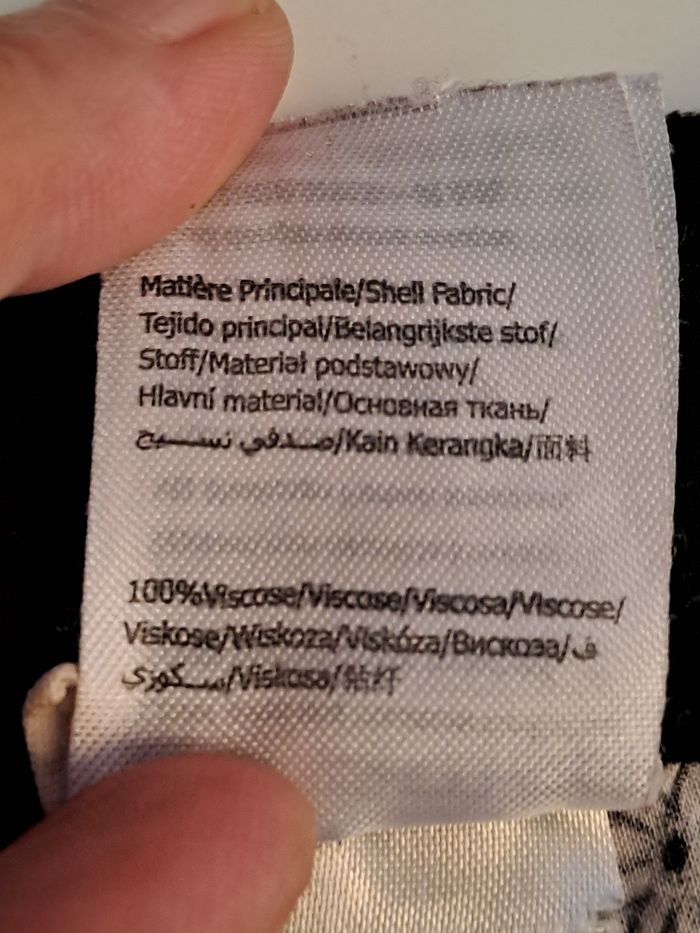 Matière Principale/Shell Fabric/
Tejido principal/Belangrijkste stof/
Stoff/Materiał podstawowy/
Hlavní material/Основная ткань/
صدفي نسيج/Kain Kerangka/面料
100%Viscose/Viscose/Viscosa/Viscose/
Viskose/Wiskoza/Viskóza/Вискоза/ف
سكوزي/Viskosa/粘纤